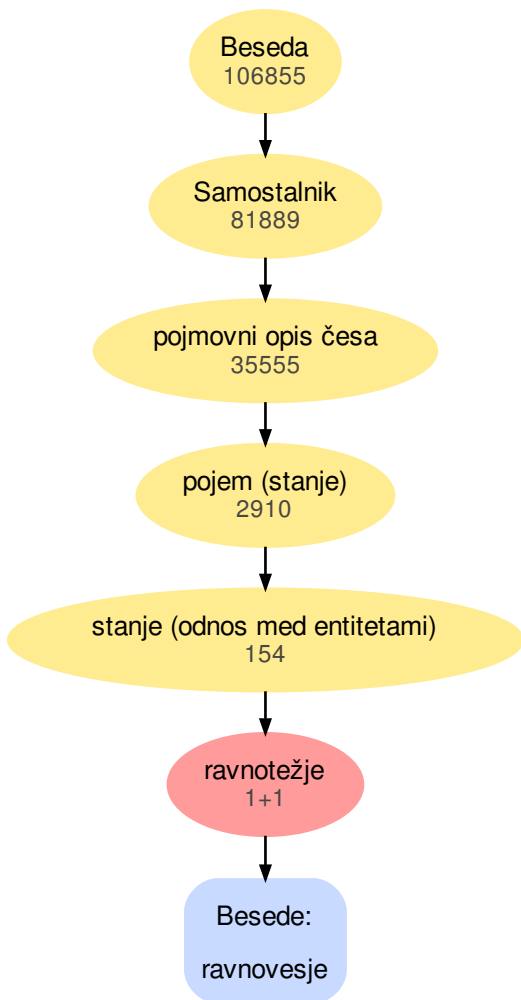 Beseda
106855
Samostalnik
81889
pojmovni opis česa
35555
pojem (stanje)
2910
stanje (odnos med entitetami)
154
ravnotežje
1+1
Besede:
ravnovesje